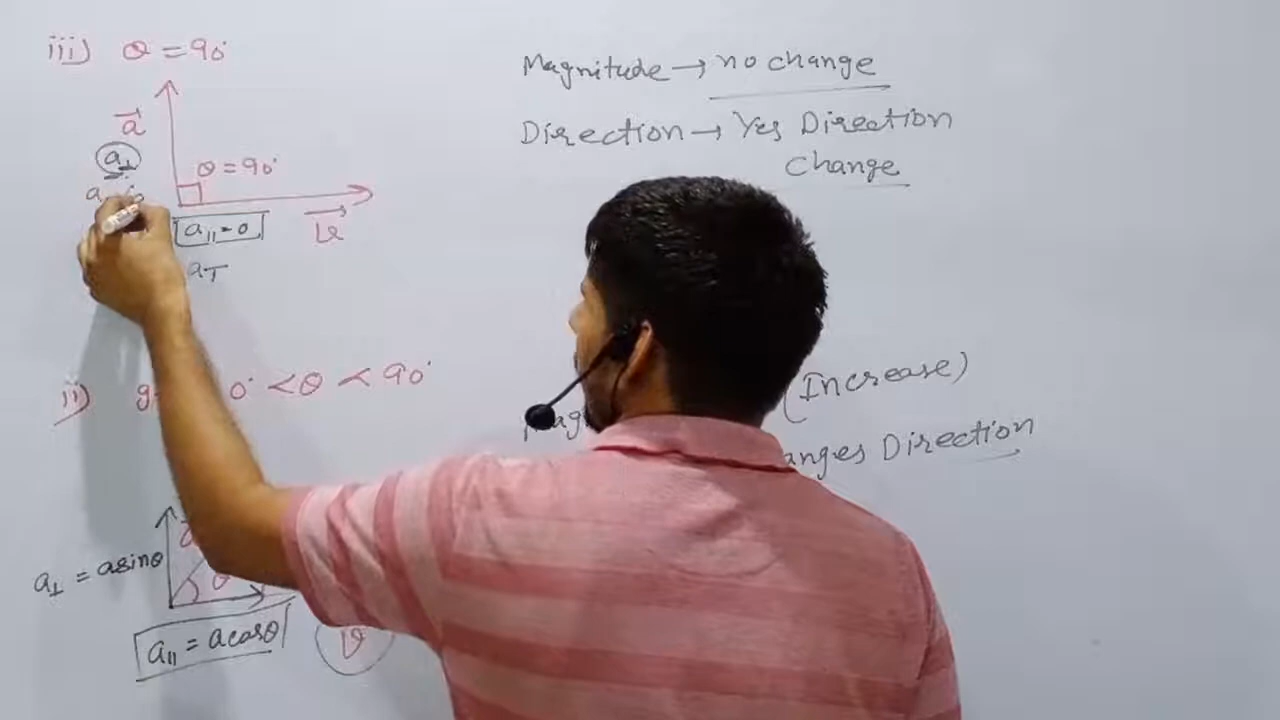 iii) θ = 90°
a⃗
a⊥
θ = 90°
a∥ = 0
v⃗
aT
Magnitude → no change
Direction → Yes Direction
Change
ii) 0° < θ < 90°
(Increase)
anges Direction
a⊥ = asinθ
θ
a∥ = acosθ
v